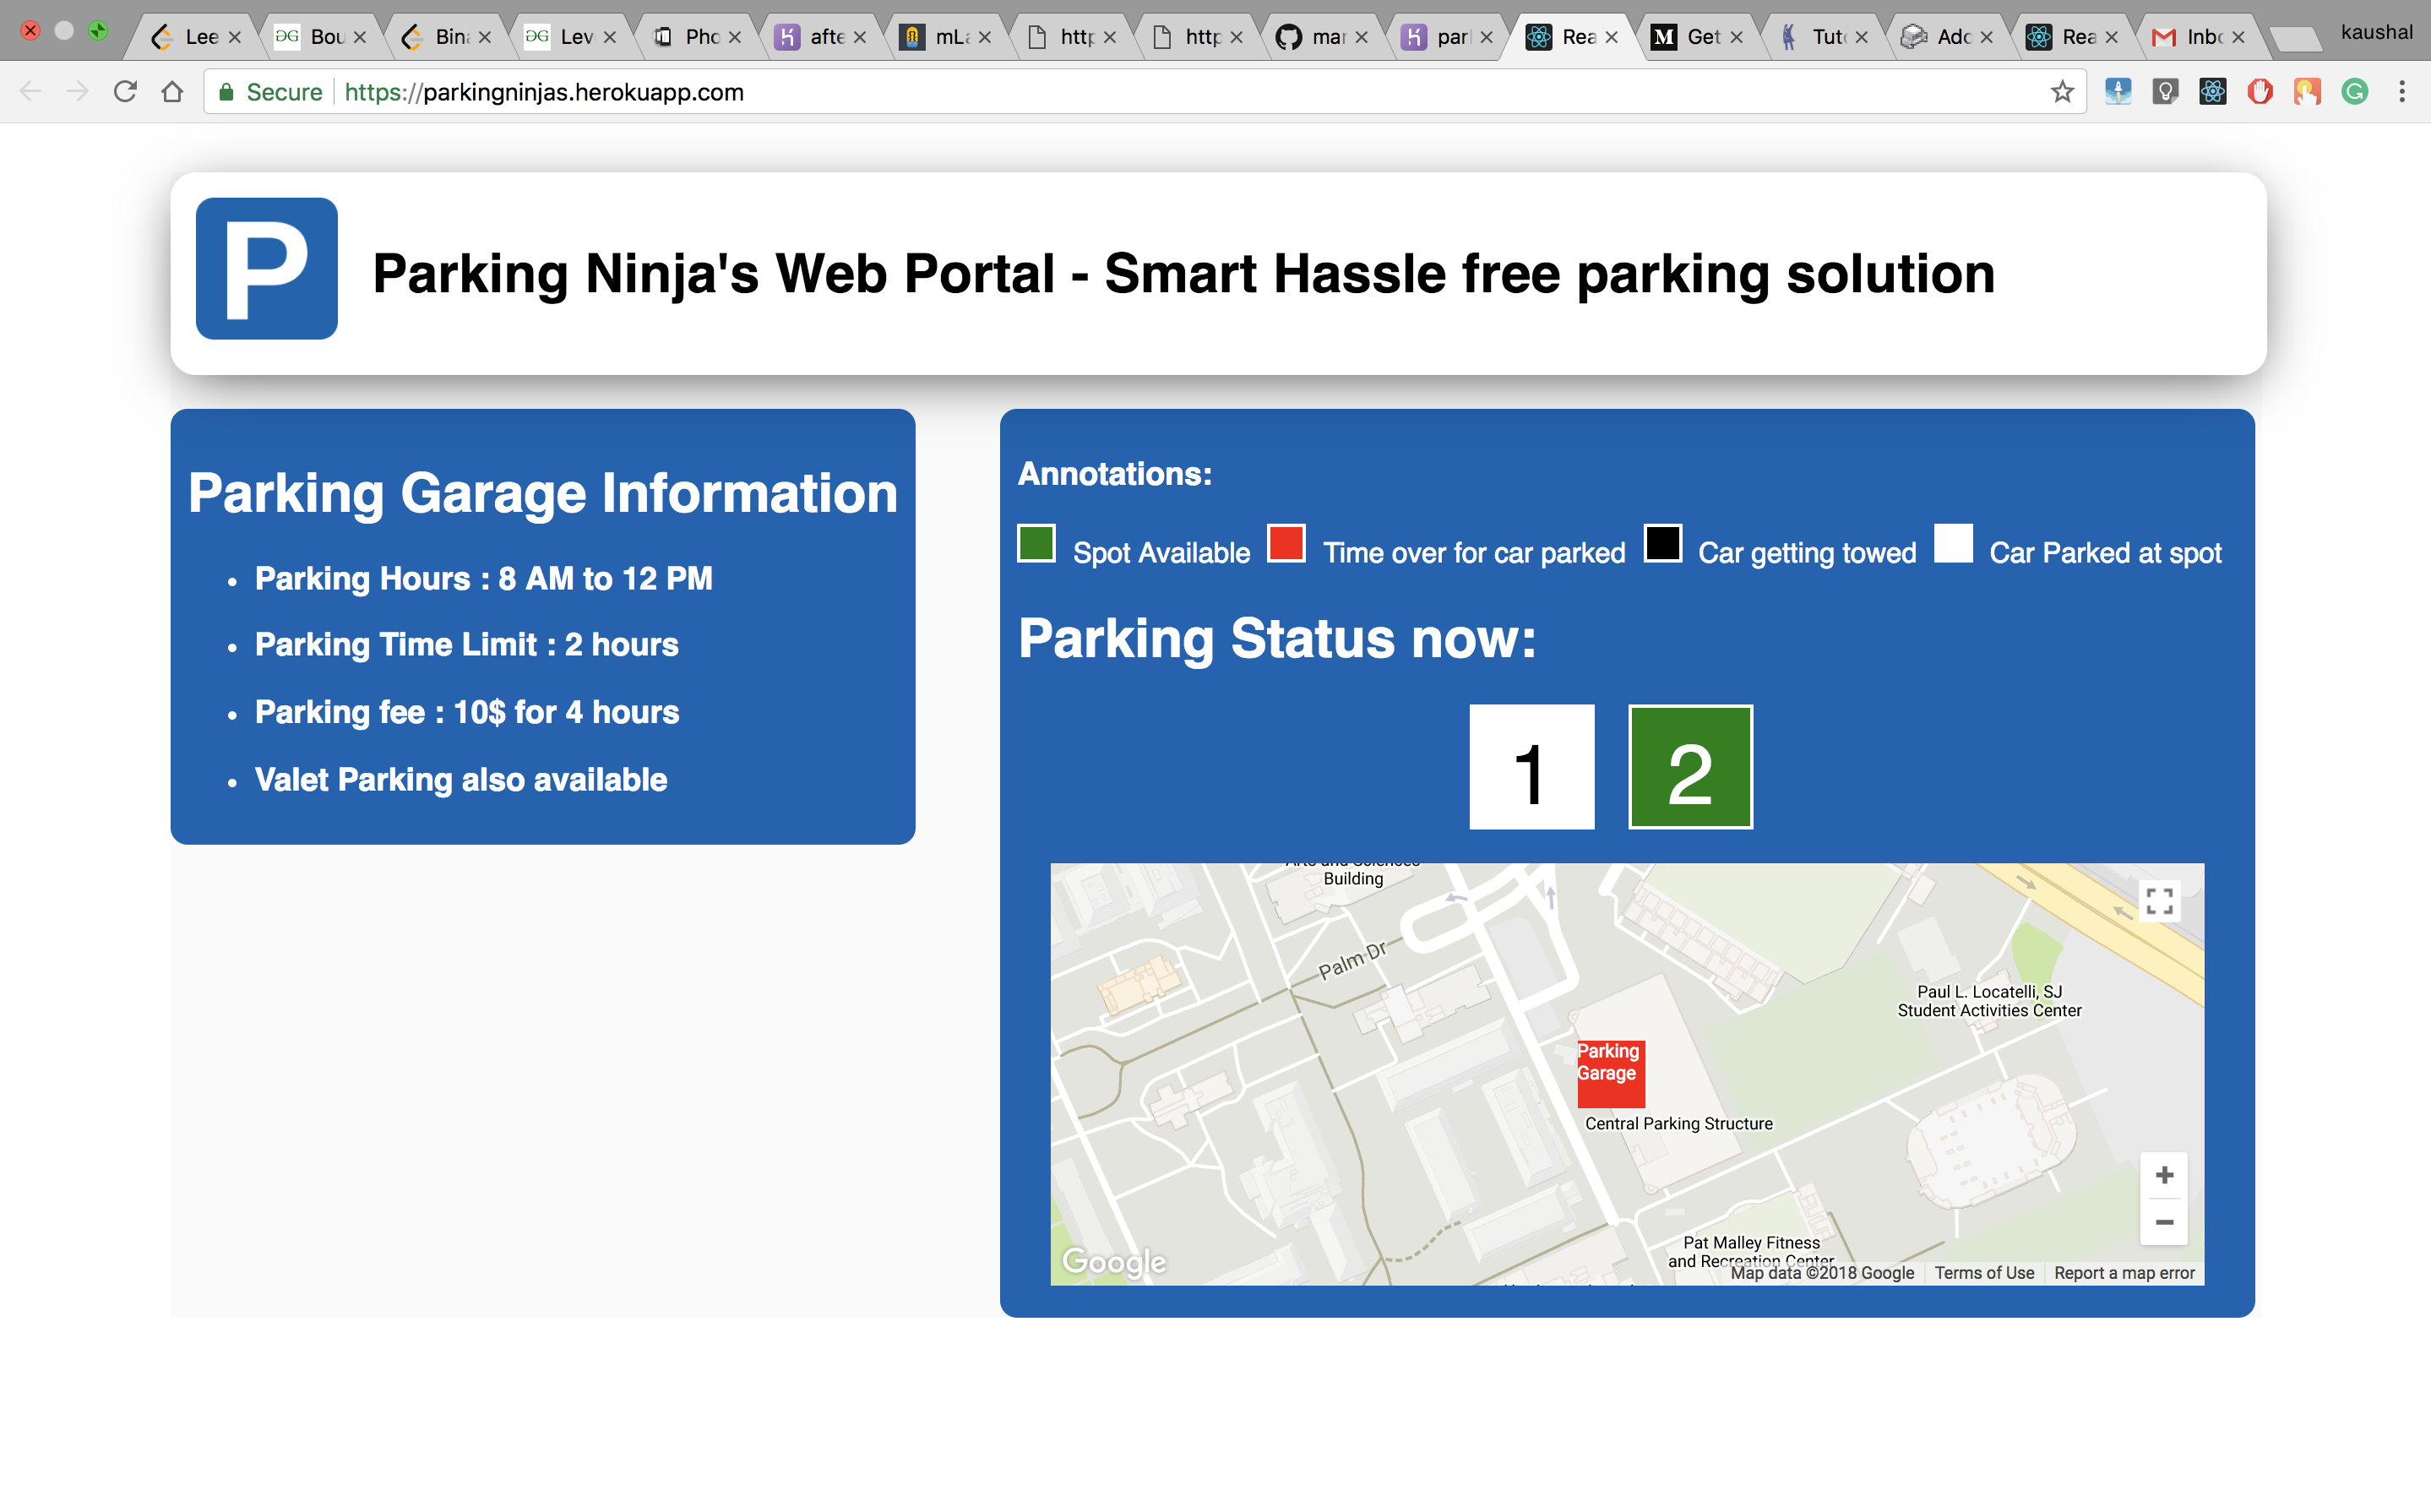 Lee Bou Bin Lev Pho afte mLa http http mar parl Rea Get Tuto Ado Rea Inbo kaushal
Secure https://parkingninjas.herokuapp.com
P Parking Ninja's Web Portal - Smart Hassle free parking solution
Parking Garage Information
Parking Hours : 8 AM to 12 PM
Parking Time Limit : 2 hours
Parking fee : 10$ for 4 hours
Valet Parking also available
Annotations:
Spot Available Time over for car parked Car getting towed Car Parked at spot
Parking Status now:
1 2
Arts and Sciences
Building
Palm Dr
Paul L. Locatelli, SJ
Student Activities Center
Parking
Garage
Central Parking Structure
Pat Malley Fitness
and Recreation Center
Google
Map data ©2018 Google Terms of Use Report a map error